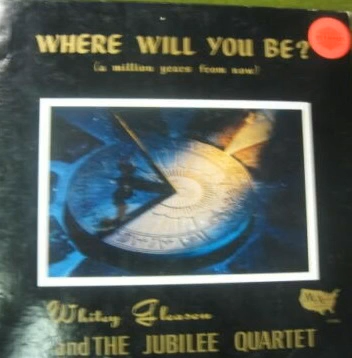 WHERE WILL YOU BE?
(a million years from now)
Whitey Gleason
and THE JUBILEE QUARTET